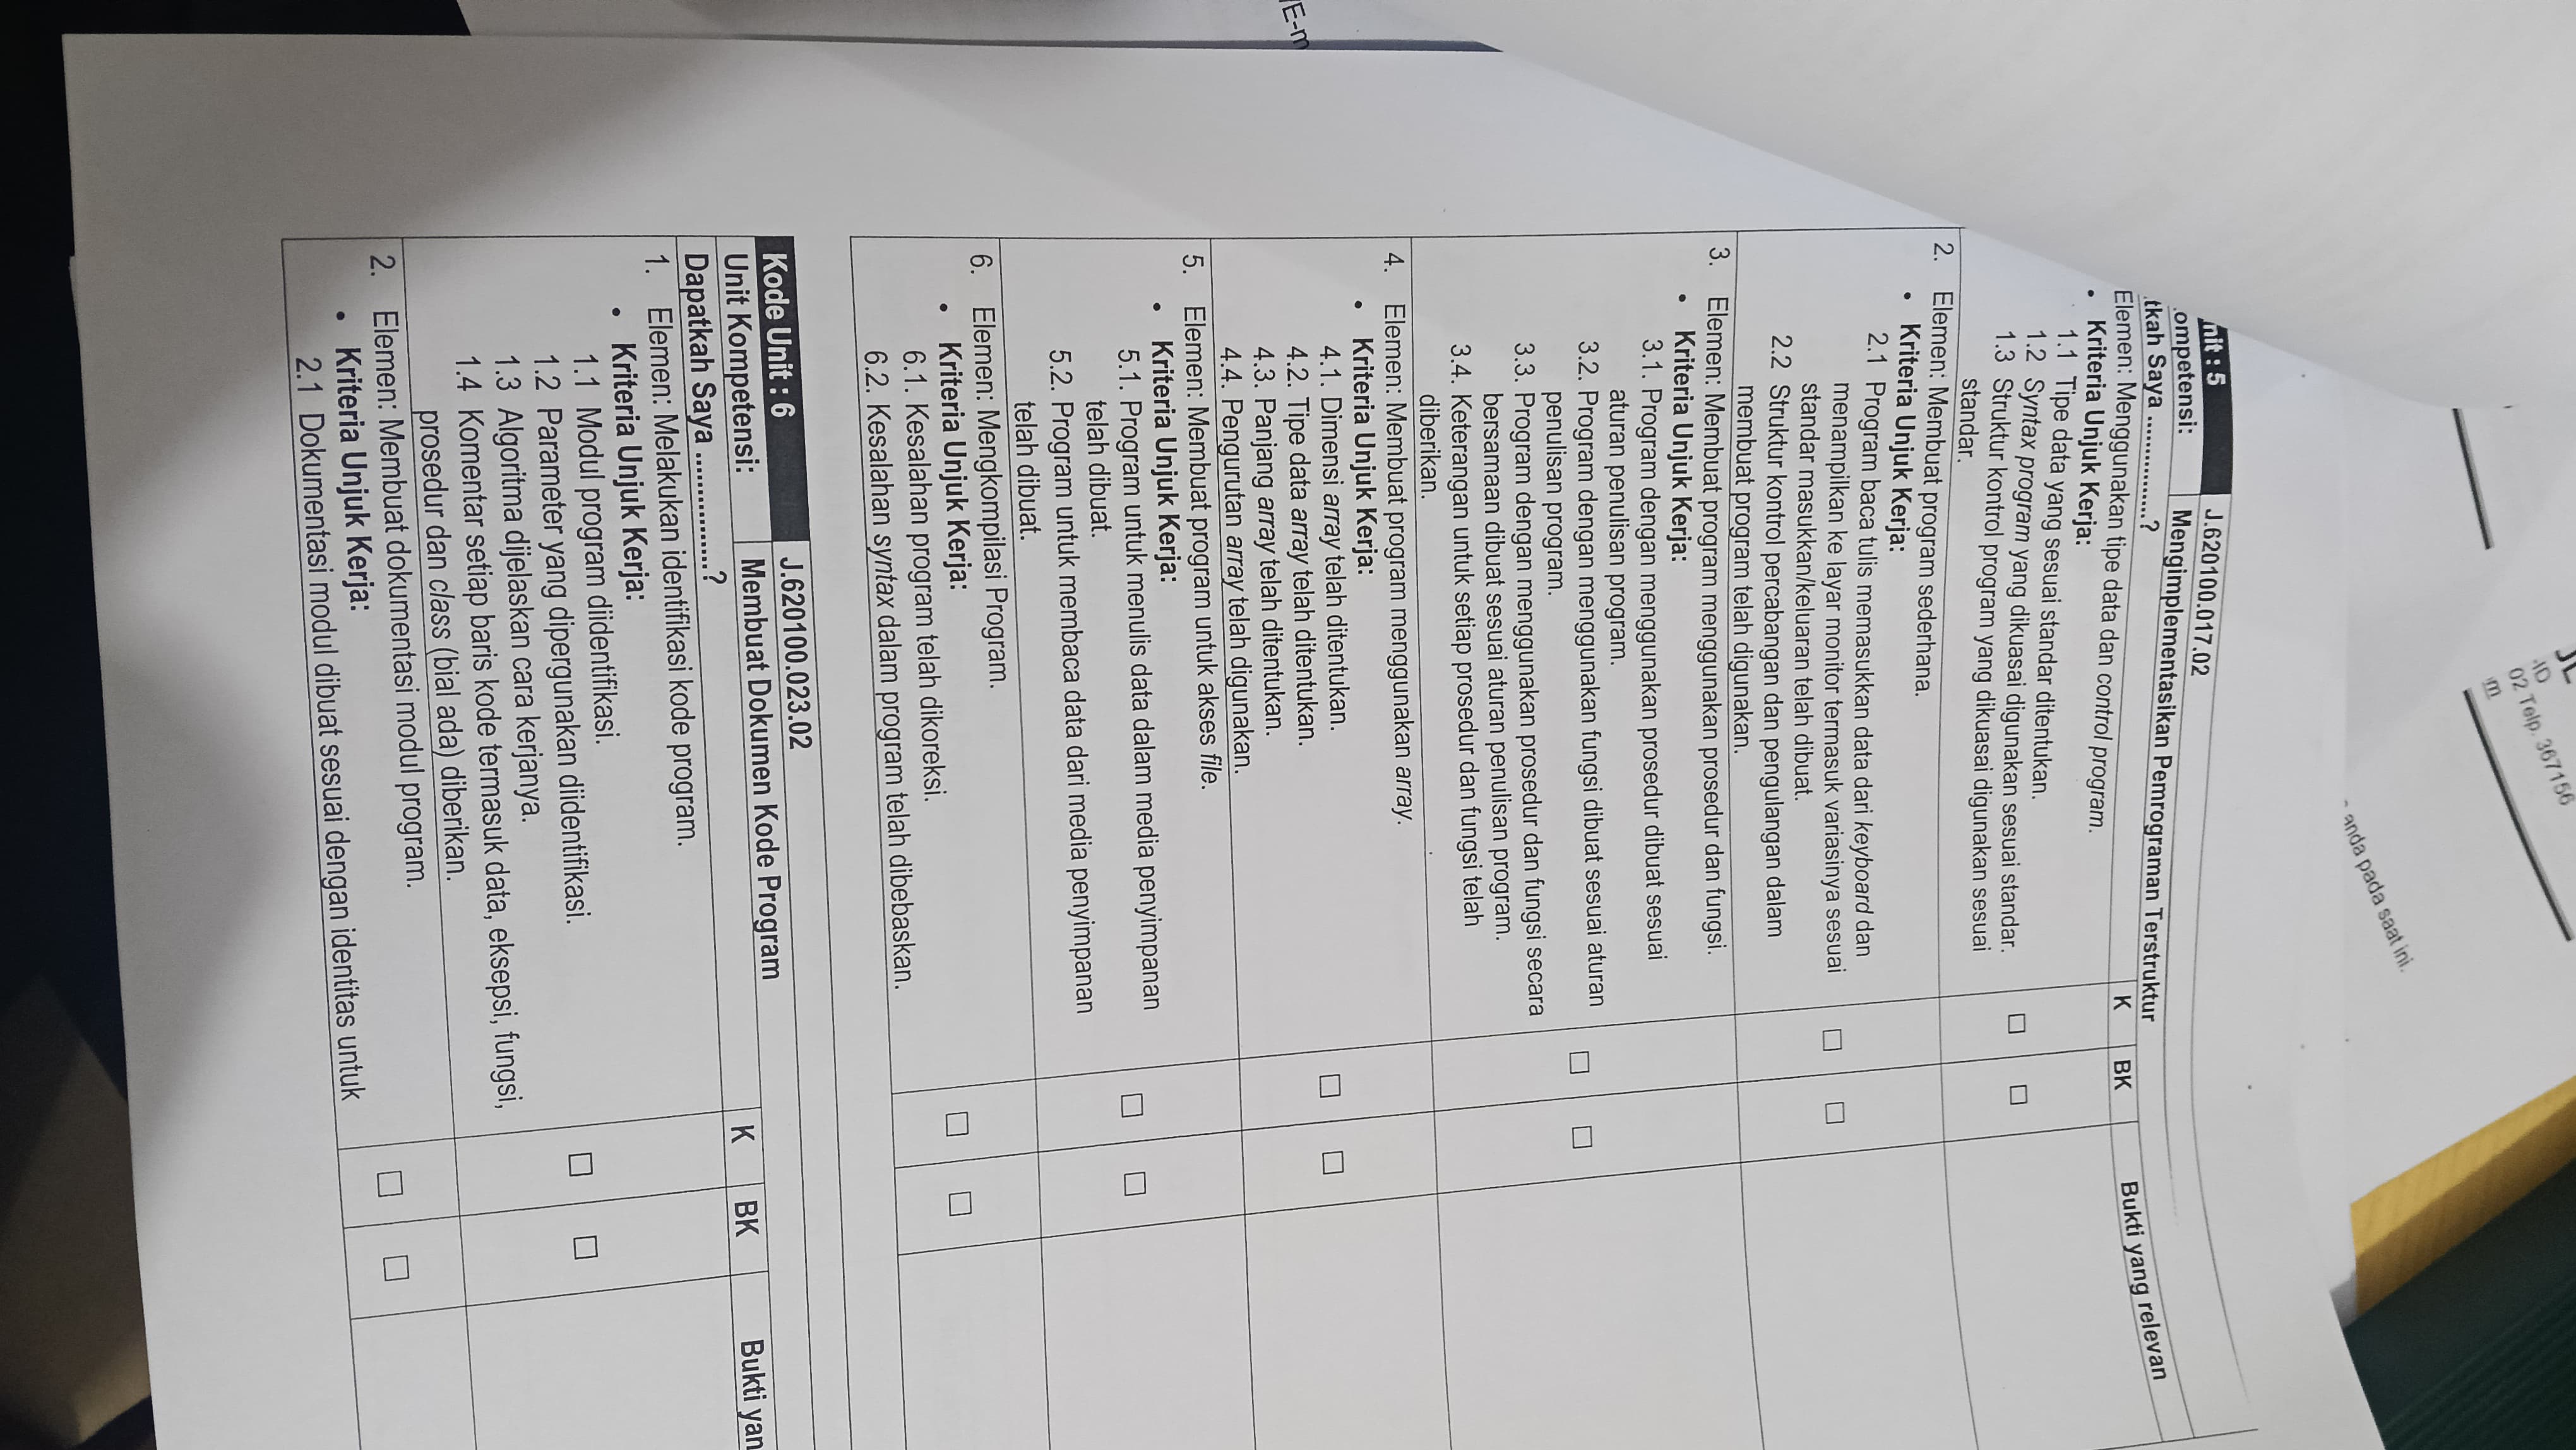 02 Telp. 367156
anda pada saat ini.
nit : 5 J.620100.017.02
ompetensi: Mengimplementasikan Pemrograman Terstruktur
tkah Saya ................?
K BK Bukti yang relevan
Elemen: Menggunakan tipe data dan control program.
• Kriteria Unjuk Kerja:
1.1 Tipe data yang sesuai standar ditentukan.
1.2 Syntax program yang dikuasai digunakan sesuai standar.
1.3 Struktur kontrol program yang dikuasai digunakan sesuai
standar.
□ □
2. Elemen: Membuat program sederhana.
• Kriteria Unjuk Kerja:
2.1 Program baca tulis memasukkan data dari keyboard dan
menampilkan ke layar monitor termasuk variasinya sesuai
standar masukkan/keluaran telah dibuat.
2.2 Struktur kontrol percabangan dan pengulangan dalam
membuat program telah digunakan.
□ □
3. Elemen: Membuat program menggunakan prosedur dan fungsi.
• Kriteria Unjuk Kerja:
3.1. Program dengan menggunakan prosedur dibuat sesuai
aturan penulisan program.
3.2. Program dengan menggunakan fungsi dibuat sesuai aturan
penulisan program.
3.3. Program dengan menggunakan prosedur dan fungsi secara
bersamaan dibuat sesuai aturan penulisan program.
3.4. Keterangan untuk setiap prosedur dan fungsi telah
diberikan.
□ □
4. Elemen: Membuat program menggunakan array.
• Kriteria Unjuk Kerja:
4.1. Dimensi array telah ditentukan.
4.2. Tipe data array telah ditentukan.
4.3. Panjang array telah ditentukan.
4.4. Pengurutan array telah digunakan.
□ □
5. Elemen: Membuat program untuk akses file.
• Kriteria Unjuk Kerja:
5.1. Program untuk menulis data dalam media penyimpanan
telah dibuat.
5.2. Program untuk membaca data dari media penyimpanan
telah dibuat.
□ □
6. Elemen: Mengkompilasi Program.
• Kriteria Unjuk Kerja:
6.1. Kesalahan program telah dikoreksi.
6.2. Kesalahan syntax dalam program telah dibebaskan.
□ □
Kode Unit : 6 J.620100.023.02
Unit Kompetensi: Membuat Dokumen Kode Program
Dapatkah Saya ................? K BK Bukti yan
1. Elemen: Melakukan identifikasi kode program.
• Kriteria Unjuk Kerja:
1.1 Modul program diidentifikasi.
1.2 Parameter yang dipergunakan diidentifikasi.
1.3 Algoritma dijelaskan cara kerjanya.
1.4 Komentar setiap baris kode termasuk data, eksepsi, fungsi,
prosedur dan class (bial ada) diberikan.
□ □
2. Elemen: Membuat dokumentasi modul program.
• Kriteria Unjuk Kerja:
2.1 Dokumentasi modul dibuat sesuai dengan identitas untuk
□ □